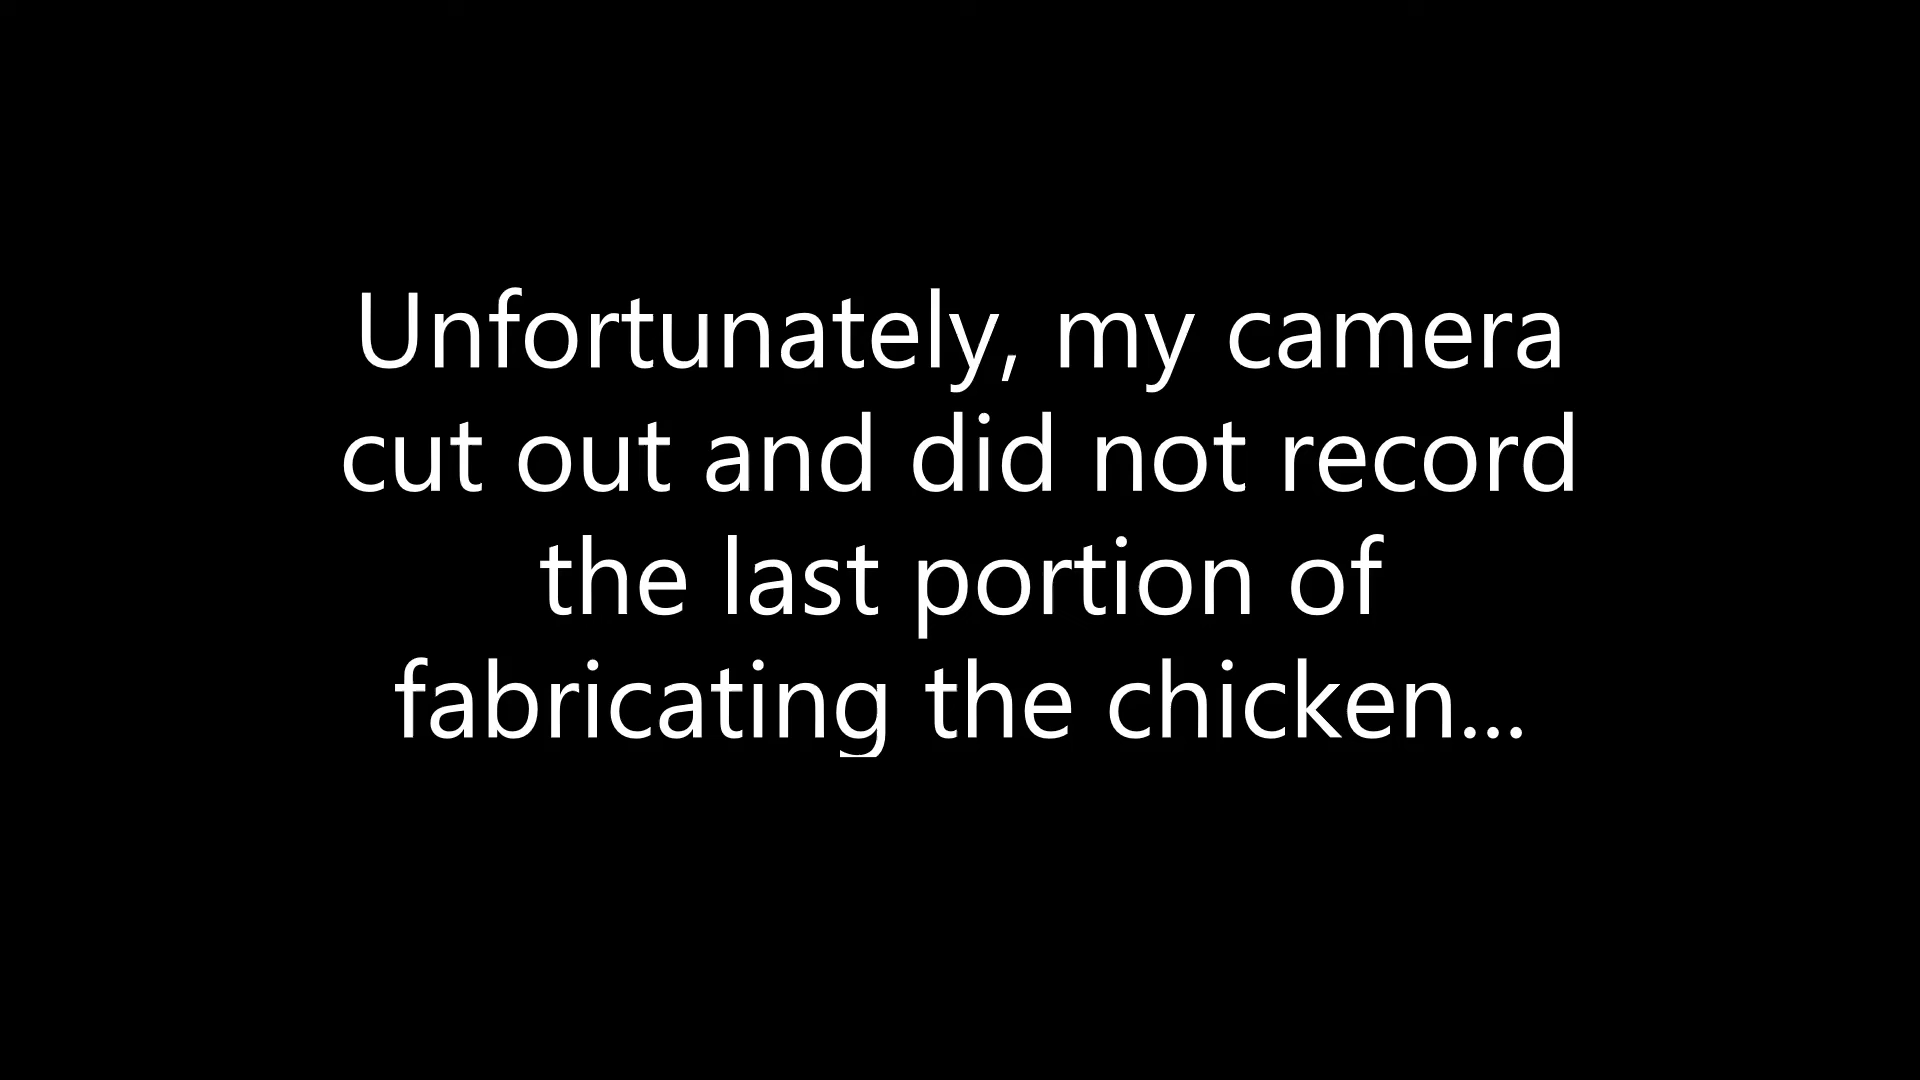 Unfortunately, my camera
cut out and did not record
the last portion of
fabricating the chicken...